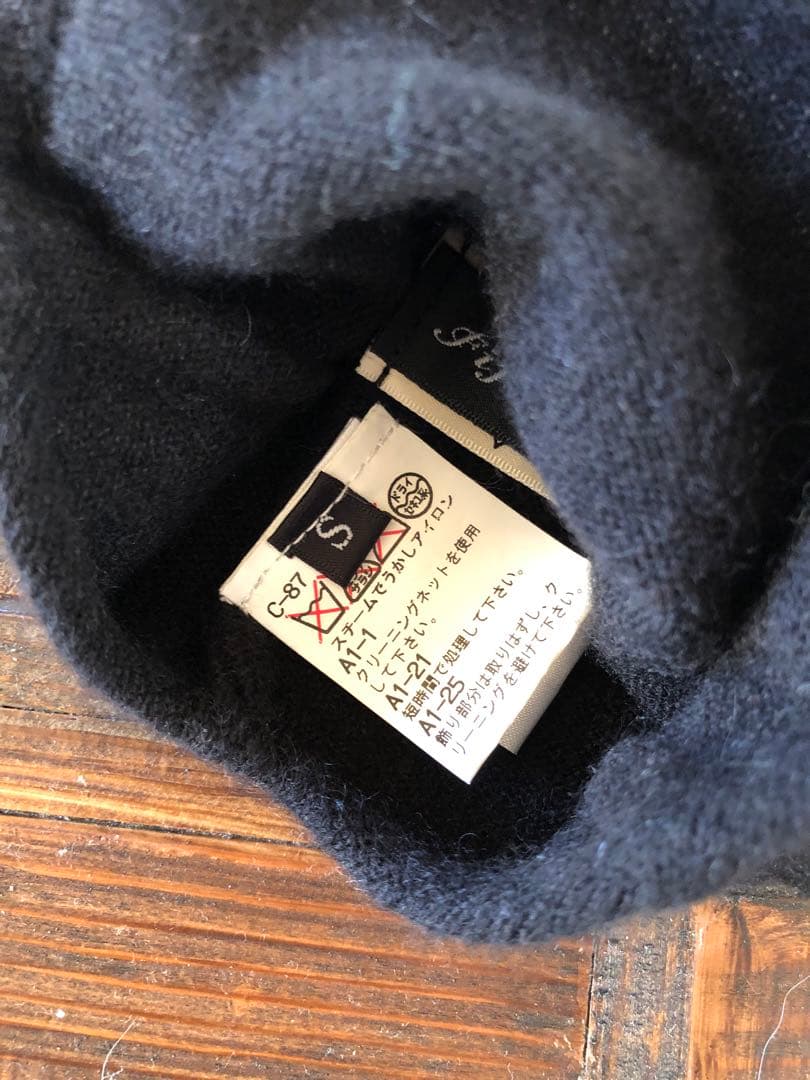 S
ドライ
石油系
C-87
スチームでうかしアイロン
A1-1
クリーニングネットを使用
して下さい。
A1-21
短時間で処理して下さい。
A1-25
飾り部分は取りはずし、ク
リーニングを避けて下さい。